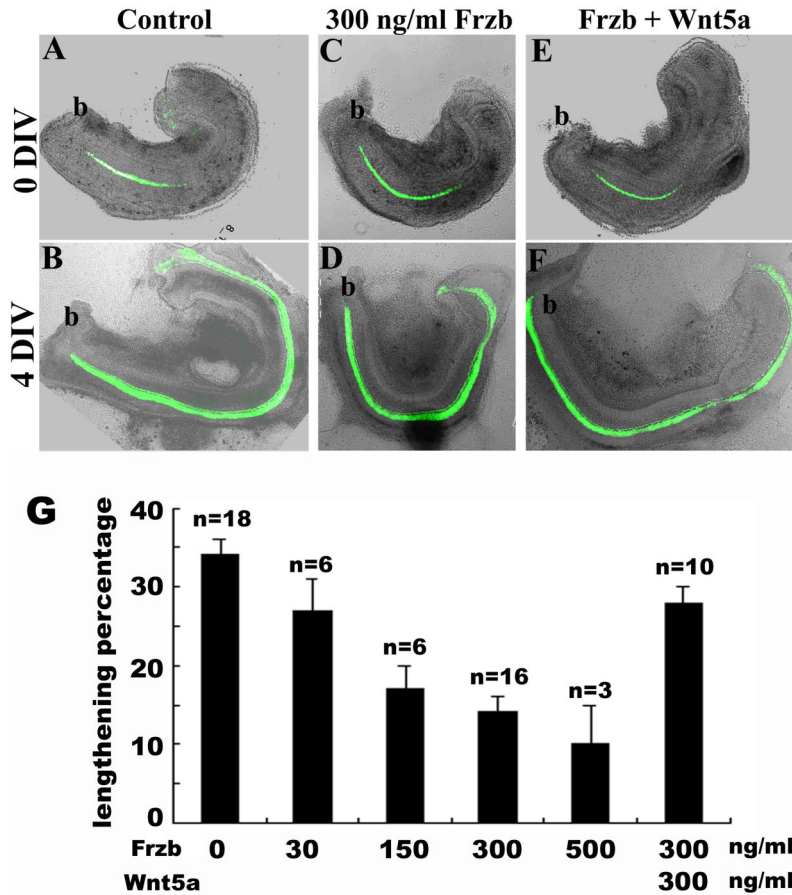 Control 300 ng/ml Frzb Frzb + Wnt5a
0 DIV
A
b
C
b
E
b
4 DIV
B
b
D
b
F
b
G
lengthening percentage
40
30
20
10
0
n=18
n=6
n=6
n=16
n=3
n=10
Frzb 0 30 150 300 500 300 ng/ml
Wnt5a 300 ng/ml